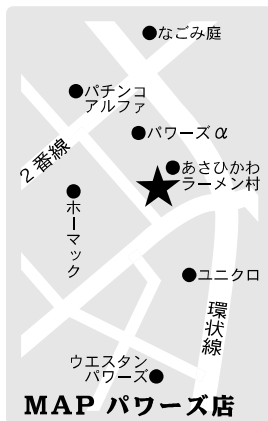 なごみ庭
パチンコ
アルファ
パワーズα
2番線
あさひかわ
ラーメン村
ホーマック
ユニクロ
環状線
ウエスタン
パワーズ
MAP パワーズ店